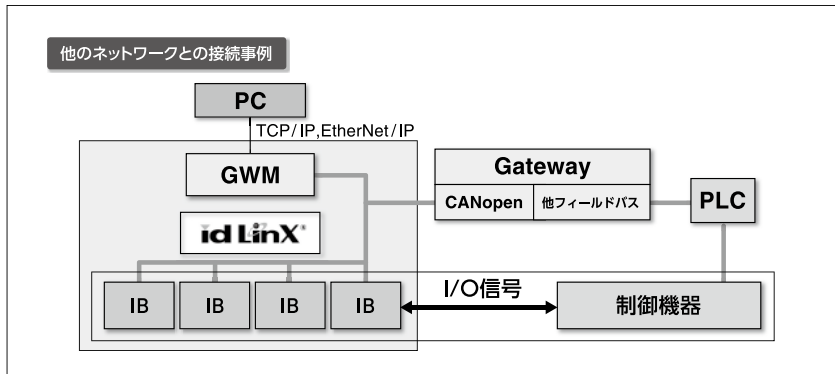 他のネットワークとの接続事例
PC
TCP/IP,EtherNet/IP
GWM
Gateway
CANopen
他フィールドバス
PLC
id LinX®
IB
IB
IB
IB
I/O信号
制御機器